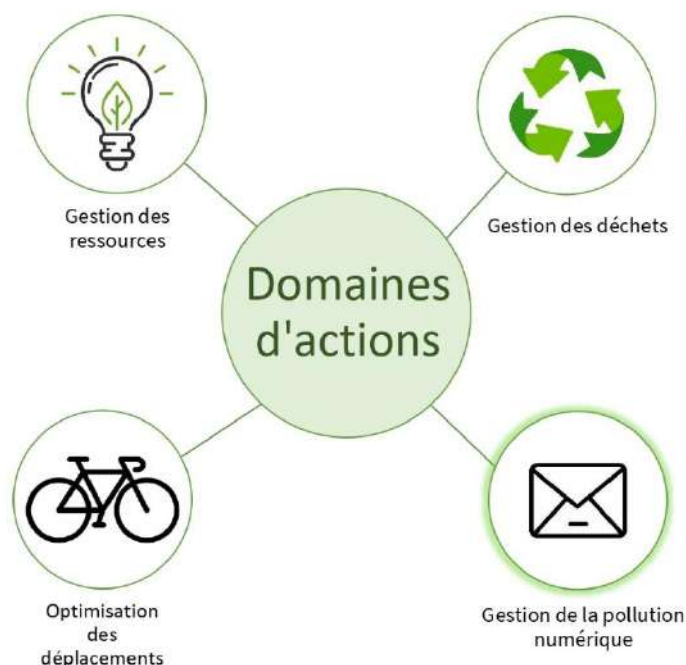 Gestion des
ressources
Gestion des déchets
Domaines
d'actions
Optimisation
des
déplacements
Gestion de la pollution
numérique